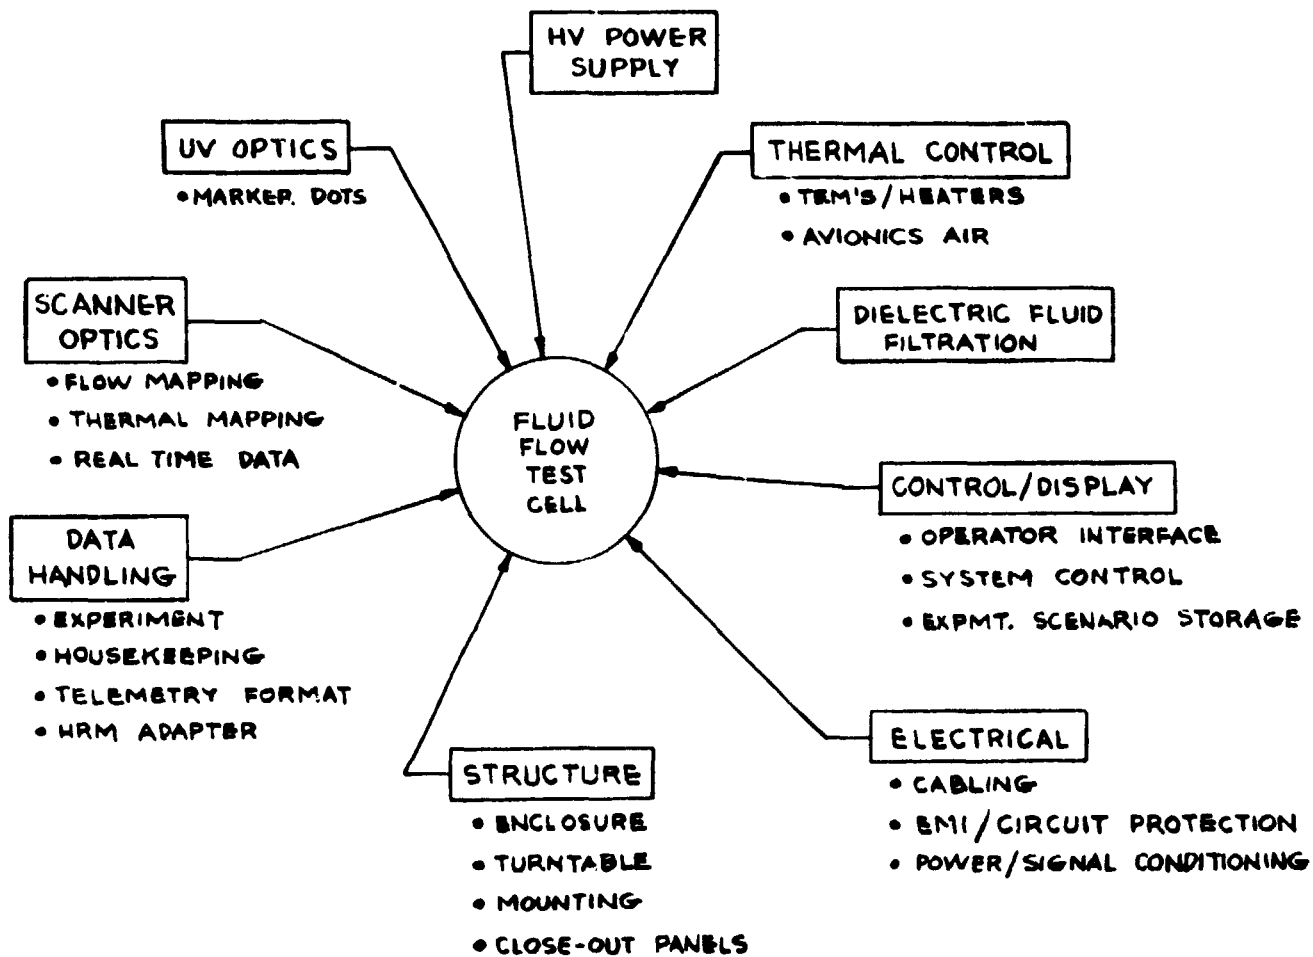 HV POWER
SUPPLY
UV OPTICS
• MARKER. DOTS
THERMAL CONTROL
• TEM'S/HEATERS
• AVIONICS AIR
SCANNER
OPTICS
• FLOW MAPPING
• THERMAL MAPPING
• REAL TIME DATA
DIELECTRIC FLUID
FILTRATION
FLUID
FLOW
TEST
CELL
CONTROL/DISPLAY
• OPERATOR INTERFACE
• SYSTEM CONTROL
• EXPMT. SCENARIO STORAGE
DATA
HANDLING
• EXPERIMENT
• HOUSEKEEPING
• TELEMETRY FORMAT
• HRM ADAPTER
STRUCTURE
• ENCLOSURE
• TURNTABLE
• MOUNTING
• CLOSE-OUT PANELS
ELECTRICAL
• CABLING
• EMI/CIRCUIT PROTECTION
• POWER/SIGNAL CONDITIONING